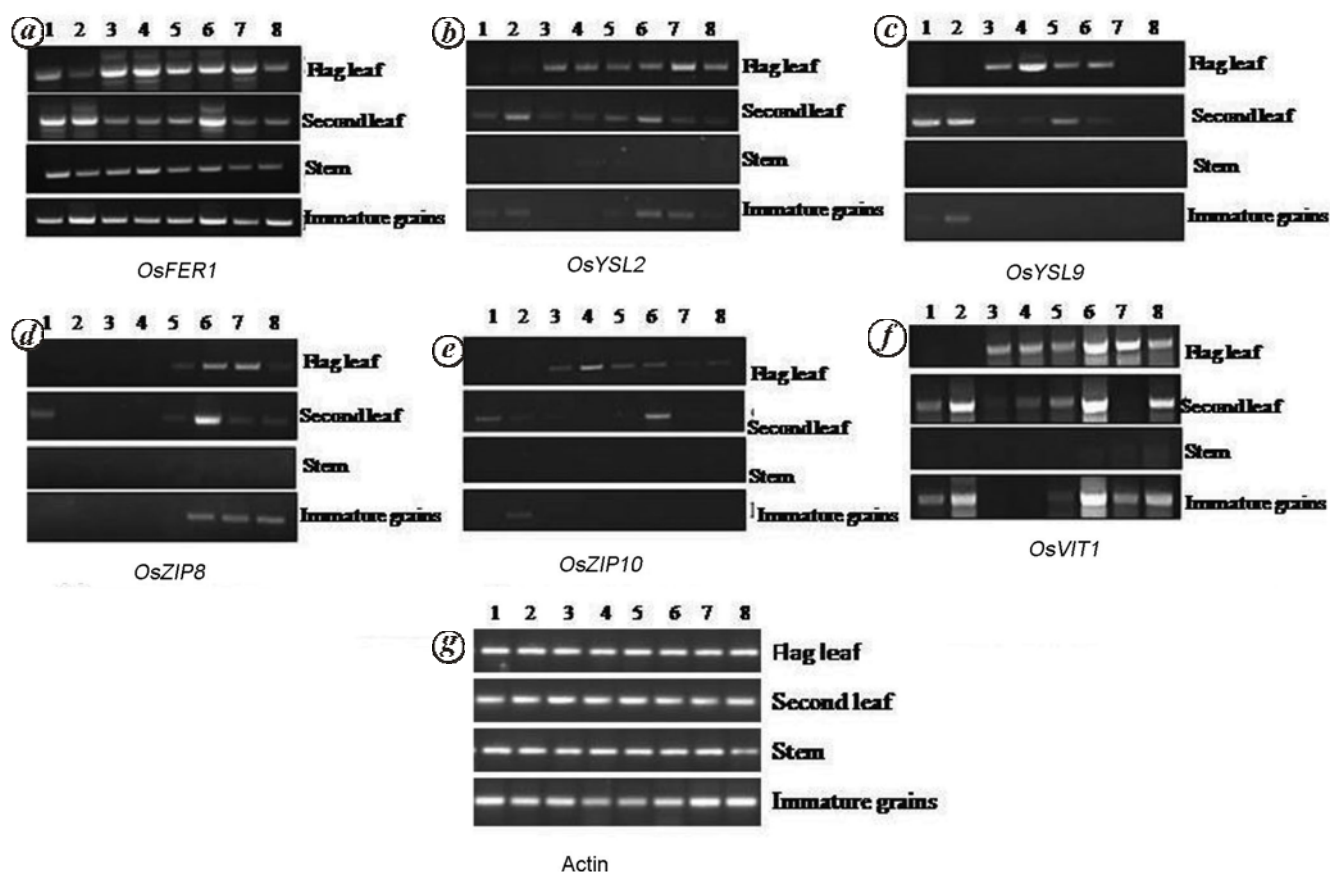 a 1 2 3 4 5 6 7 8
Flag leaf
Second leaf
Stem
Immature grains
OsFER1
b 1 2 3 4 5 6 7 8
Flag leaf
Second leaf
Stem
Immature grains
OsYSL2
c 1 2 3 4 5 6 7 8
Flag leaf
Second leaf
Stem
Immature grains
OsYSL9
d 1 2 3 4 5 6 7 8
Flag leaf
Second leaf
Stem
Immature grains
OsZIP8
e 1 2 3 4 5 6 7 8
Flag leaf
Second leaf
Stem
Immature grains
OsZIP10
f 1 2 3 4 5 6 7 8
Flag leaf
Second leaf
Stem
Immature grains
OsVIT1
g 1 2 3 4 5 6 7 8
Flag leaf
Second leaf
Stem
Immature grains
Actin